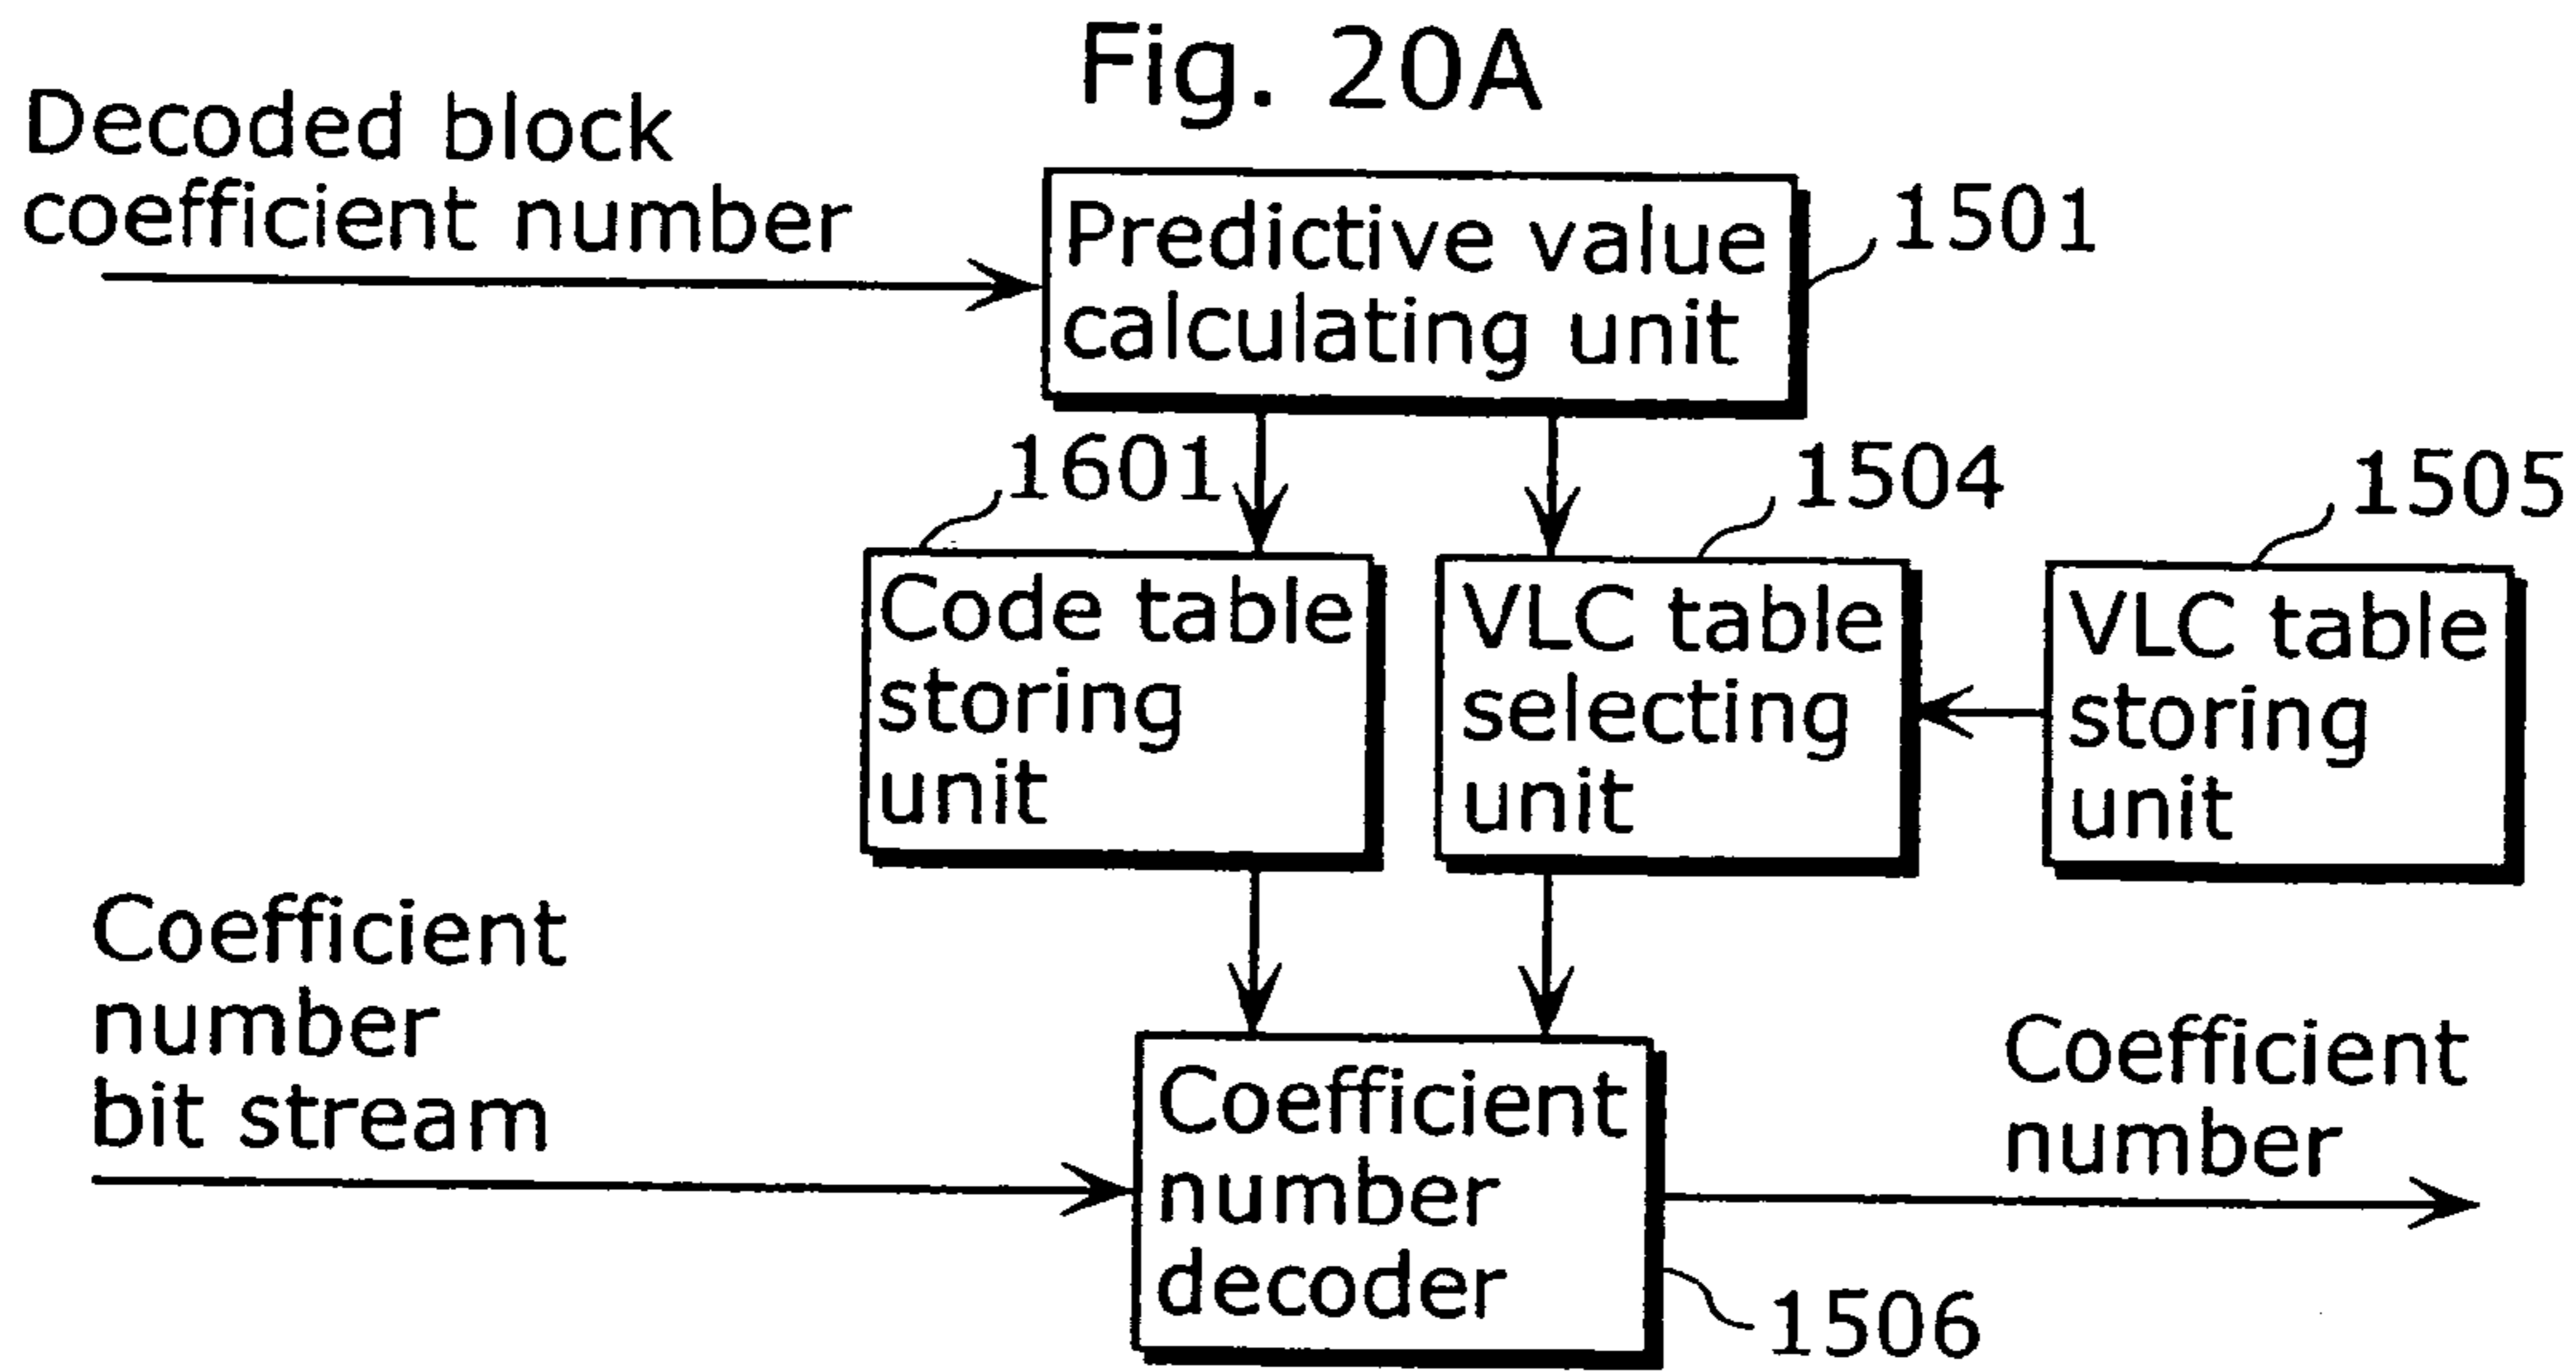 Fig. 20A
Decoded block
coefficient number
Predictive value
calculating unit
1501
1601
1504
1505
Code table
storing
unit
VLC table
selecting
unit
VLC table
storing
unit
Coefficient
number
bit stream
Coefficient
number
decoder
Coefficient
number
1506